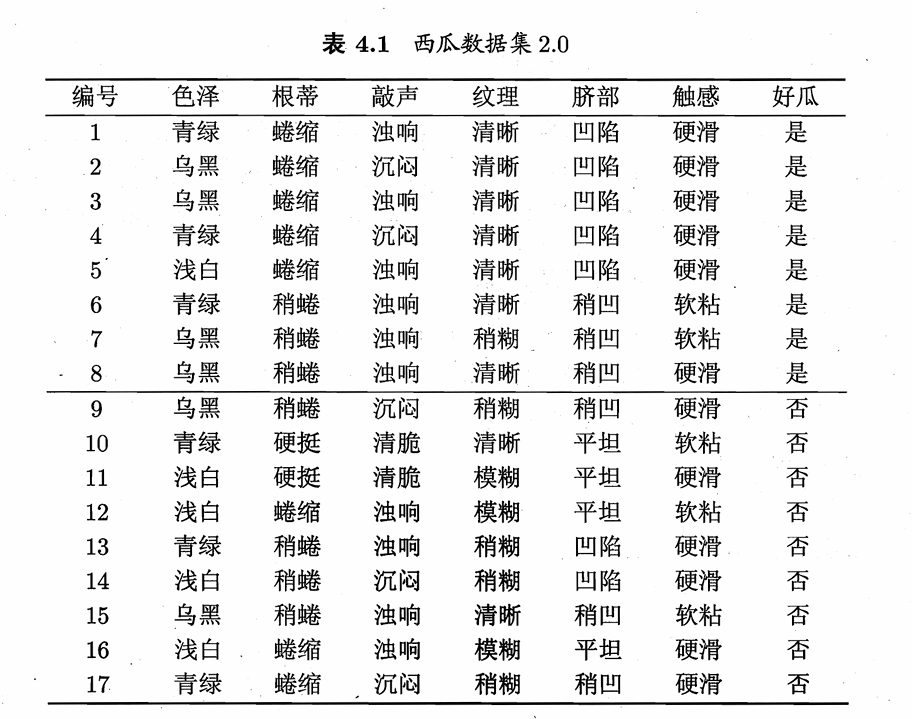 表 4.1 西瓜数据集 2.0
编号 色泽 根蒂 敲声 纹理 脐部 触感 好瓜
1 青绿 蜷缩 浊响 清晰 凹陷 硬滑 是
2 乌黑 蜷缩 沉闷 清晰 凹陷 硬滑 是
3 乌黑 蜷缩 浊响 清晰 凹陷 硬滑 是
4 青绿 蜷缩 沉闷 清晰 凹陷 硬滑 是
5 浅白 蜷缩 浊响 清晰 凹陷 硬滑 是
6 青绿 稍蜷 浊响 清晰 稍凹 软粘 是
7 乌黑 稍蜷 浊响 稍糊 稍凹 软粘 是
8 乌黑 稍蜷 浊响 清晰 稍凹 硬滑 是
9 乌黑 稍蜷 沉闷 稍糊 稍凹 硬滑 否
10 青绿 硬挺 清脆 清晰 平坦 软粘 否
11 浅白 硬挺 清脆 模糊 平坦 硬滑 否
12 浅白 蜷缩 浊响 模糊 平坦 软粘 否
13 青绿 稍蜷 浊响 稍糊 凹陷 硬滑 否
14 浅白 稍蜷 沉闷 稍糊 凹陷 硬滑 否
15 乌黑 稍蜷 浊响 清晰 稍凹 软粘 否
16 浅白 蜷缩 浊响 模糊 平坦 硬滑 否
17 青绿 蜷缩 沉闷 稍糊 稍凹 硬滑 否